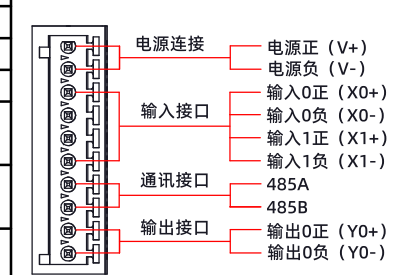 电源连接
电源正（V+）
电源负（V-）
输入接口
输入0正（X0+）
输入0负（X0-）
输入1正（X1+）
输入1负（X1-）
通讯接口
485A
485B
输出接口
输出0正（Y0+）
输出0负（Y0-）